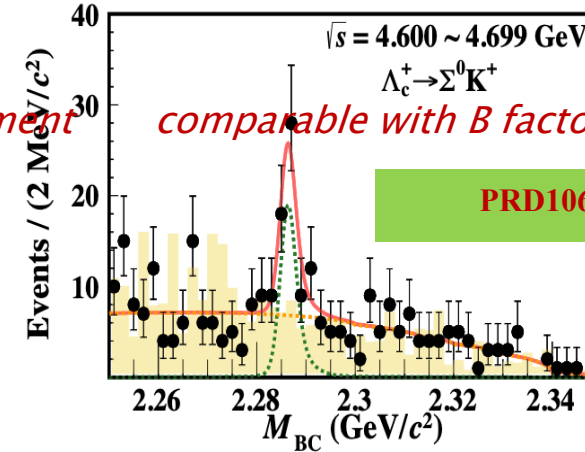 40
√s = 4.600 ~ 4.699 GeV
Λc+→Σ0K+
30
ment comparable with B facto
20
PRD106
10
Events / (2 MeV/c2)
2.26 2.28 2.3 2.32 2.34
MBC (GeV/c2)